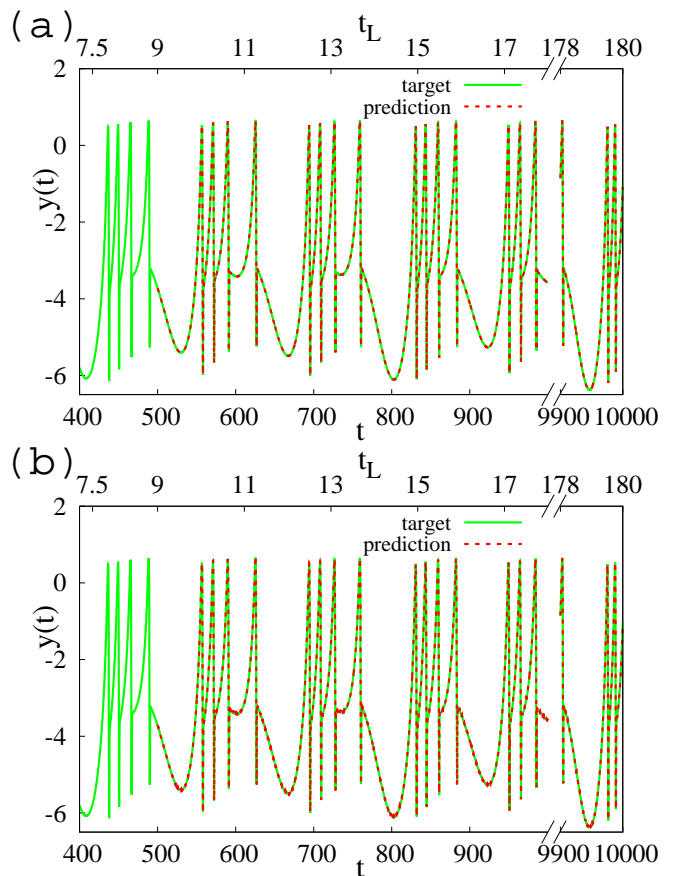 (a)
t_L
7.5 9 11 13 15 17 178 180
target
prediction
y(t)
2
0
-2
-4
-6
400 500 600 700 800 900 9900 10000
t
(b)
t_L
7.5 9 11 13 15 17 178 180
target
prediction
y(t)
2
0
-2
-4
-6
400 500 600 700 800 900 9900 10000
t